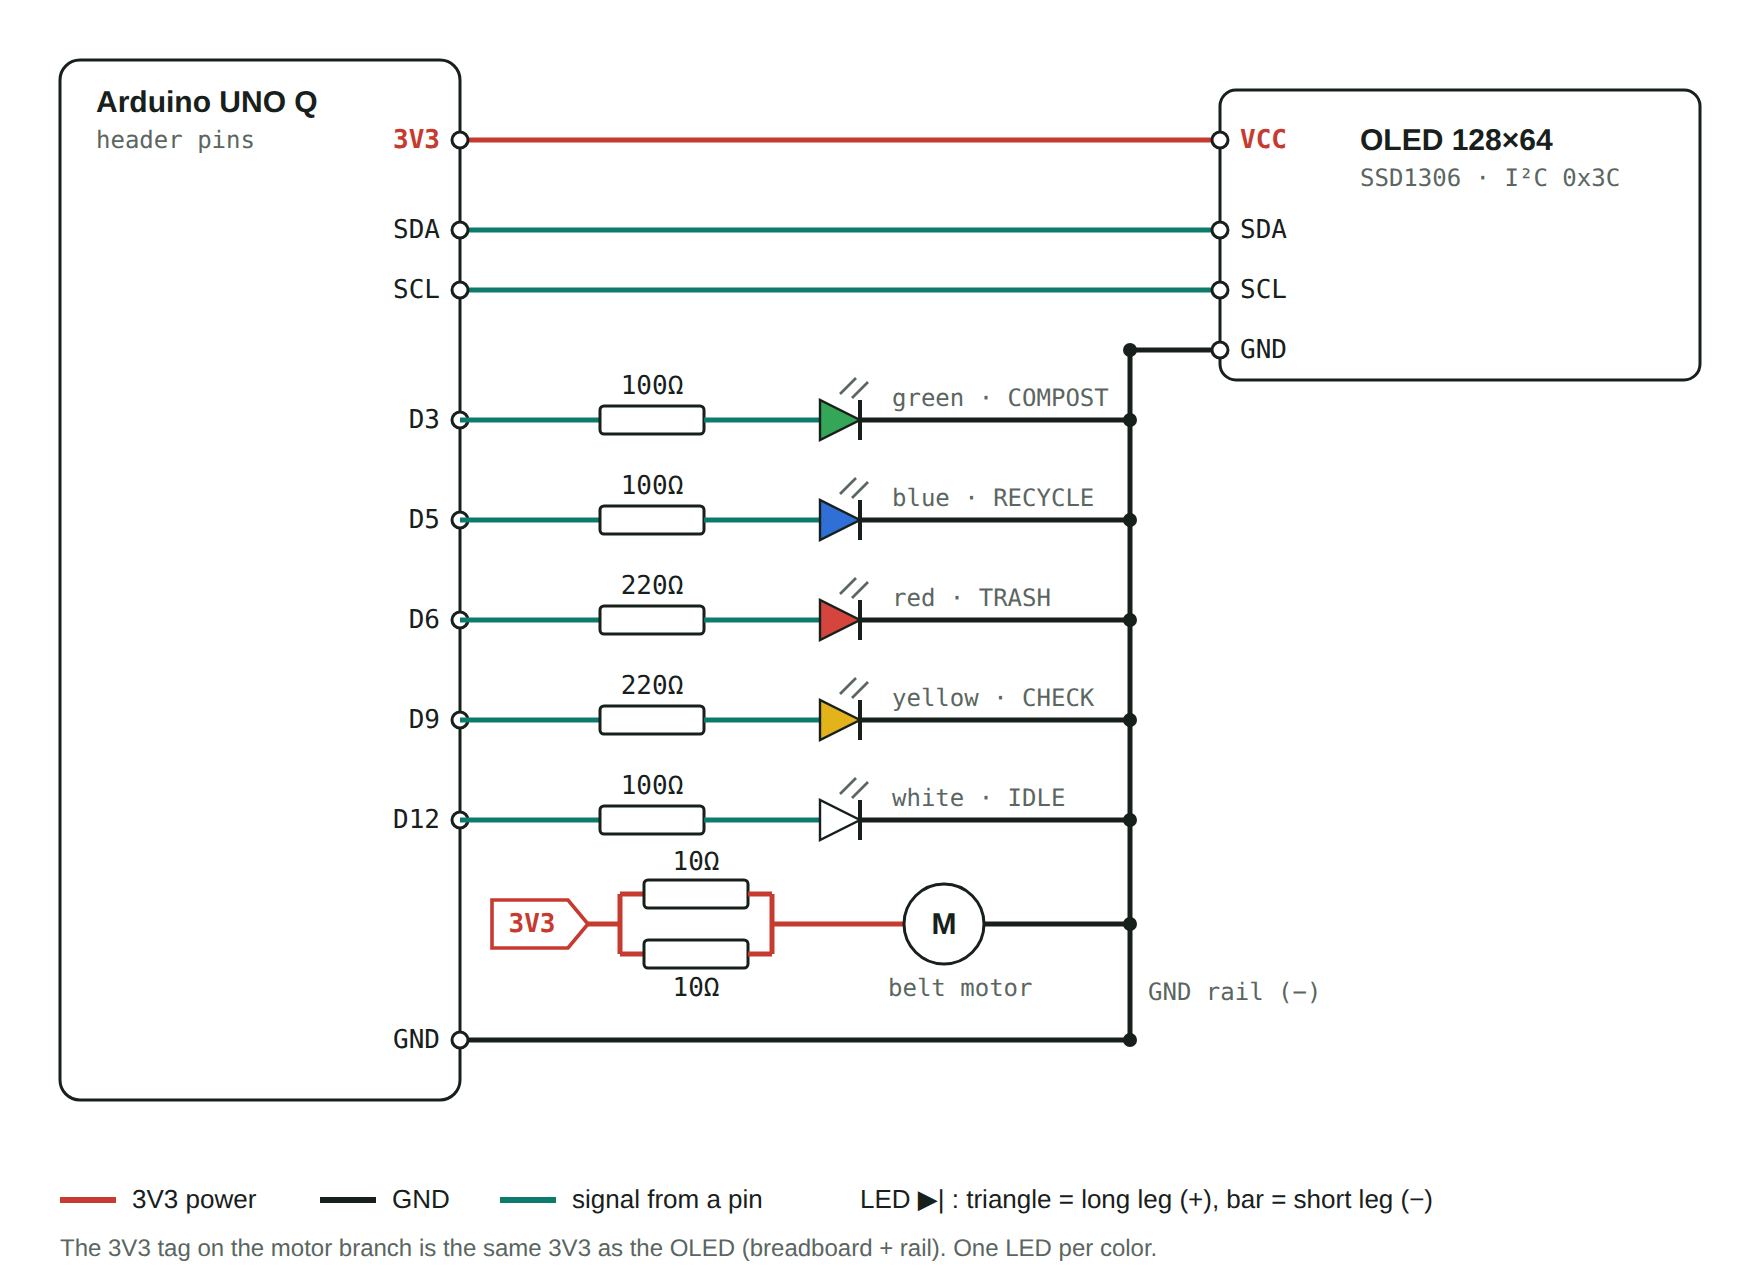 Arduino UNO Q
header pins
3V3
SDA
SCL
VCC
OLED 128×64
SSD1306 · I²C 0x3C
SDA
SCL
GND
100Ω
D3
green · COMPOST
100Ω
D5
blue · RECYCLE
220Ω
D6
red · TRASH
220Ω
D9
yellow · CHECK
100Ω
D12
white · IDLE
10Ω
3V3
M
10Ω
belt motor
GND rail (−)
GND
3V3 power
GND
signal from a pin
LED ▶| : triangle = long leg (+), bar = short leg (−)
The 3V3 tag on the motor branch is the same 3V3 as the OLED (breadboard + rail). One LED per color.